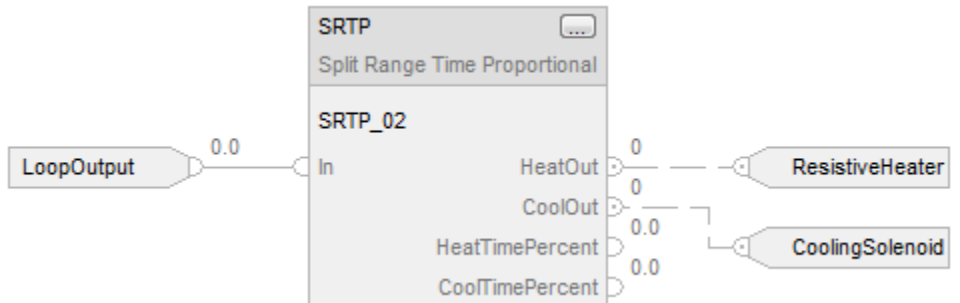 SRTP
...
Split Range Time Proportional
SRTP_02
LoopOutput
0.0
In
HeatOut
0
ResistiveHeater
CoolOut
0
CoolingSolenoid
HeatTimePercent
0.0
CoolTimePercent
0.0